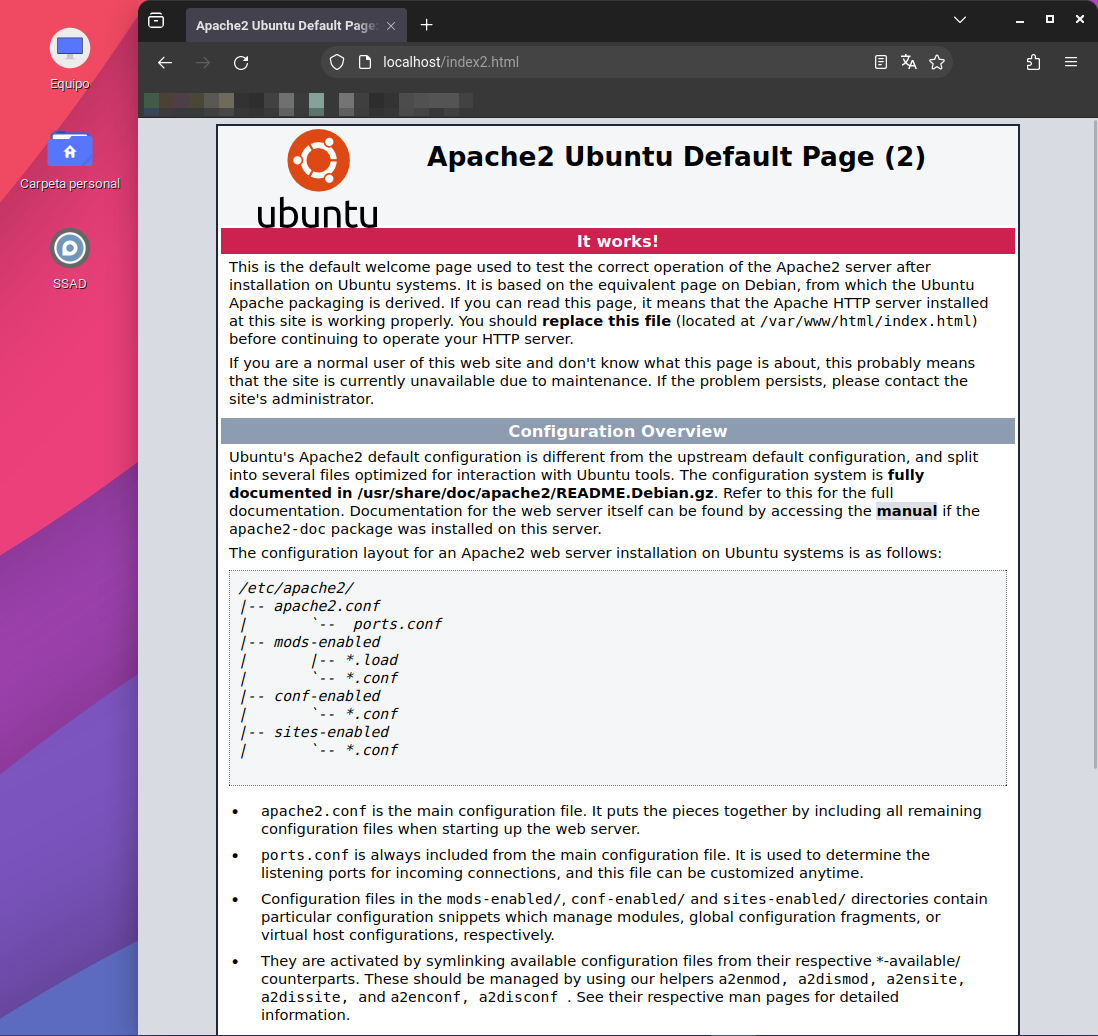 Equipo
Carpeta personal
SSAD
Apache2 Ubuntu Default Page:
localhost/index2.html
ubuntu
Apache2 Ubuntu Default Page (2)
It works!
This is the default welcome page used to test the correct operation of the Apache2 server after
installation on Ubuntu systems. It is based on the equivalent page on Debian, from which the Ubuntu
Apache packaging is derived. If you can read this page, it means that the Apache HTTP server installed
at this site is working properly. You should replace this file (located at /var/www/html/index.html)
before continuing to operate your HTTP server.
If you are a normal user of this web site and don't know what this page is about, this probably means
that the site is currently unavailable due to maintenance. If the problem persists, please contact the
site's administrator.
Configuration Overview
Ubuntu's Apache2 default configuration is different from the upstream default configuration, and split
into several files optimized for interaction with Ubuntu tools. The configuration system is fully
documented in /usr/share/doc/apache2/README.Debian.gz. Refer to this for the full
documentation. Documentation for the web server itself can be found by accessing the manual if the
apache2-doc package was installed on this server.
The configuration layout for an Apache2 web server installation on Ubuntu systems is as follows:
/etc/apache2/
|-- apache2.conf
|       `--  ports.conf
|-- mods-enabled
|       |-- *.load
|       `-- *.conf
|-- conf-enabled
|       `-- *.conf
|-- sites-enabled
|       `-- *.conf
• apache2.conf is the main configuration file. It puts the pieces together by including all remaining
configuration files when starting up the web server.
• ports.conf is always included from the main configuration file. It is used to determine the
listening ports for incoming connections, and this file can be customized anytime.
• Configuration files in the mods-enabled/, conf-enabled/ and sites-enabled/ directories contain
particular configuration snippets which manage modules, global configuration fragments, or
virtual host configurations, respectively.
• They are activated by symlinking available configuration files from their respective *-available/
counterparts. These should be managed by using our helpers a2enmod, a2dismod, a2ensite,
a2dissite, and a2enconf, a2disconf . See their respective man pages for detailed
information.